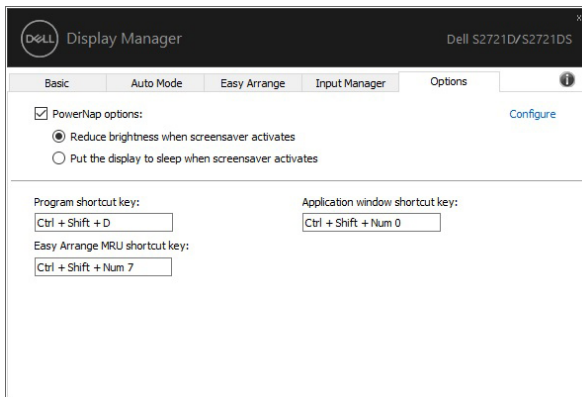 DELL Display Manager Dell S2721D/S2721DS
Basic Auto Mode Easy Arrange Input Manager Options
PowerNap options: Configure
Reduce brightness when screensaver activates
Put the display to sleep when screensaver activates
Program shortcut key: Application window shortcut key:
Ctrl + Shift + D Ctrl + Shift + Num 0
Easy Arrange MRU shortcut key:
Ctrl + Shift + Num 7